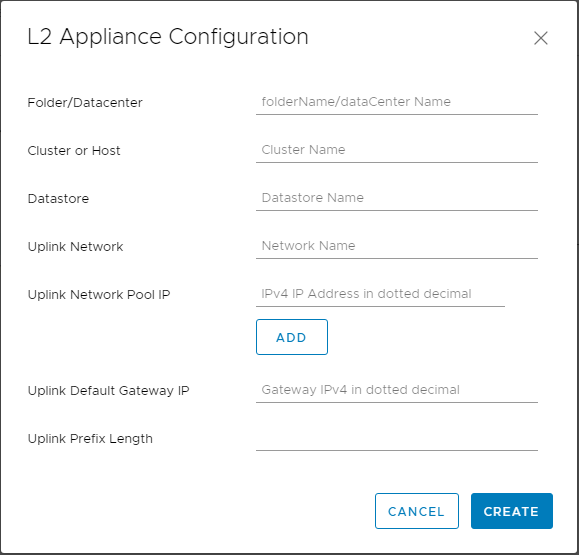 L2 Appliance Configuration
Folder/Datacenter folderName/dataCenter Name
Cluster or Host Cluster Name
Datastore Datastore Name
Uplink Network Network Name
Uplink Network Pool IP IPv4 IP Address in dotted decimal
ADD
Uplink Default Gateway IP Gateway IPv4 in dotted decimal
Uplink Prefix Length
CANCEL CREATE